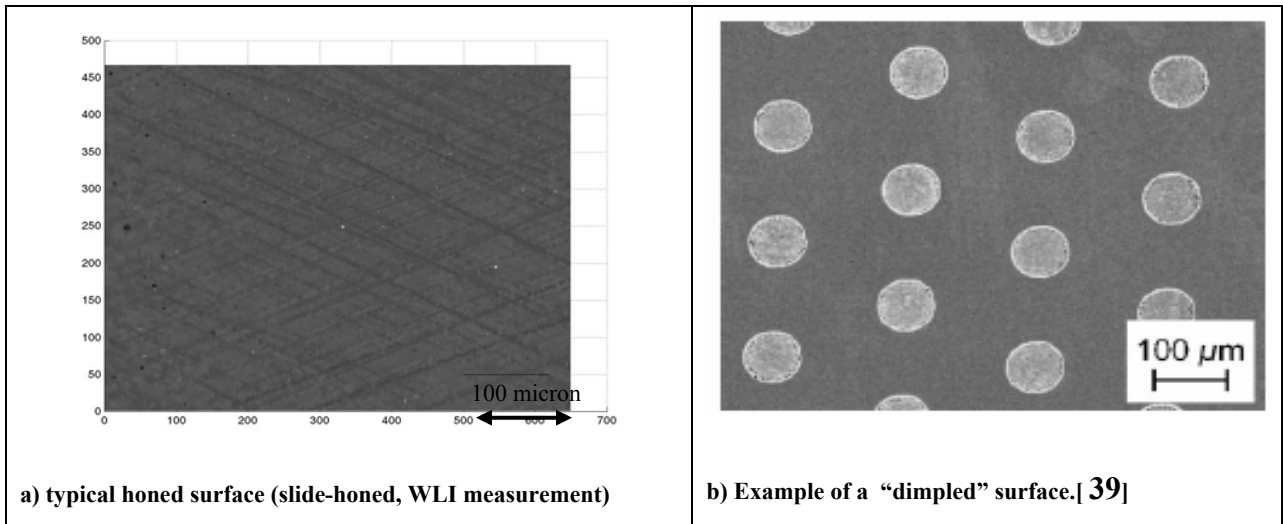 500
450
400
350
300
250
200
150
100
50
0
0 100 200 300 400 500 600 700
100 micron
a) typical honed surface (slide-honed, WLI measurement)
100 µm
b) Example of a “dimpled” surface.[ 39]